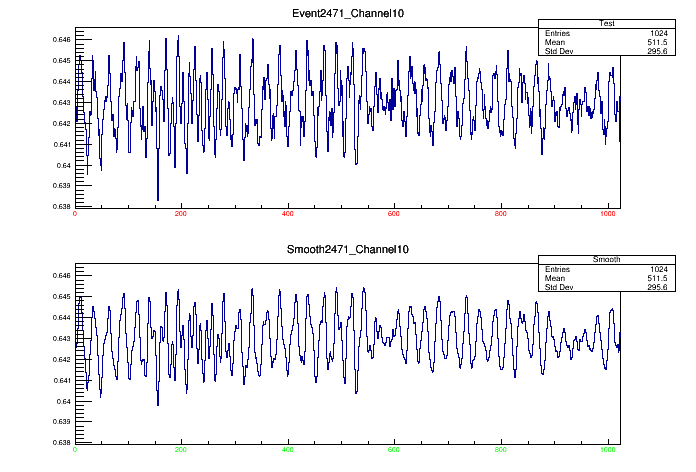 Event2471_Channel10
Test
Entries 1024
Mean 511.5
Std Dev 295.6
0.646
0.645
0.644
0.643
0.642
0.641
0.64
0.639
0.638
0 200 400 600 800 1000
Smooth2471_Channel10
Smooth
Entries 1024
Mean 511.5
Std Dev 295.6
0.646
0.645
0.644
0.643
0.642
0.641
0.64
0.639
0.638
0 200 400 600 800 1000